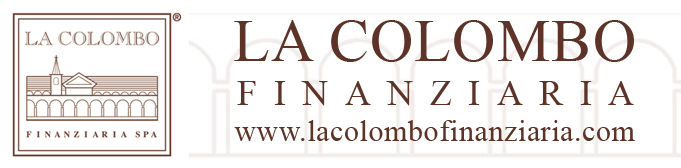 LA COLOMBO
FINANZIARIA SPA
®
LA COLOMBO
FINANZIARIA
www.lacolombofinanziaria.com